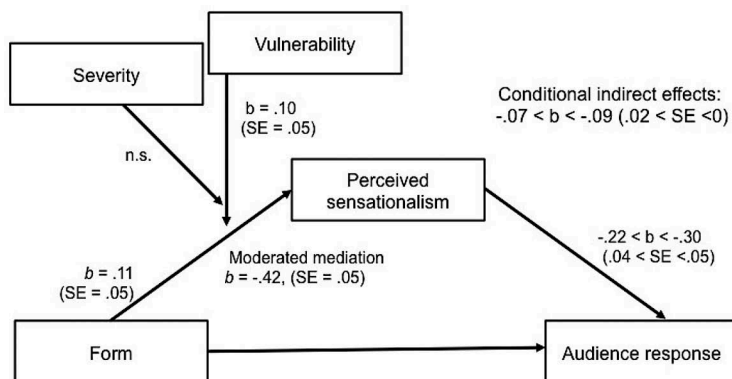 Vulnerability
Severity
b = .10
(SE = .05)
Conditional indirect effects:
-.07 < b < -.09 (.02 < SE <0)
n.s.
Perceived
sensationalism
-.22 < b < -.30
(.04 < SE <.05)
Moderated mediation
b = -.42, (SE = .05)
b = .11
(SE = .05)
Form
Audience response